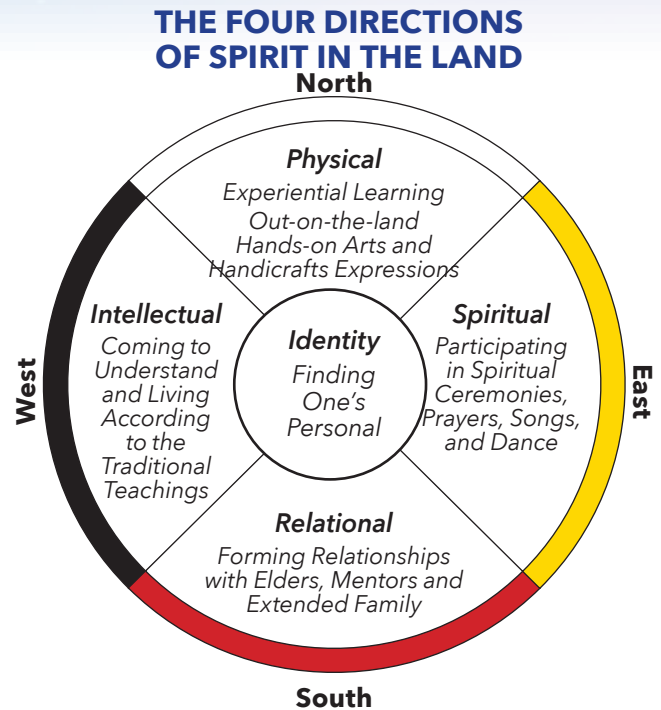 THE FOUR DIRECTIONS
OF SPIRIT IN THE LAND
North
Physical
Experiential Learning
Out-on-the-land
Hands-on Arts and
Handicrafts Expressions
West
Intellectual
Coming to
Understand
and Living
According
to the
Traditional
Teachings
Identity
Finding
One's
Personal
Spiritual
Participating
in Spiritual
Ceremonies,
Prayers, Songs,
and Dance
East
Relational
Forming Relationships
with Elders, Mentors and
Extended Family
South